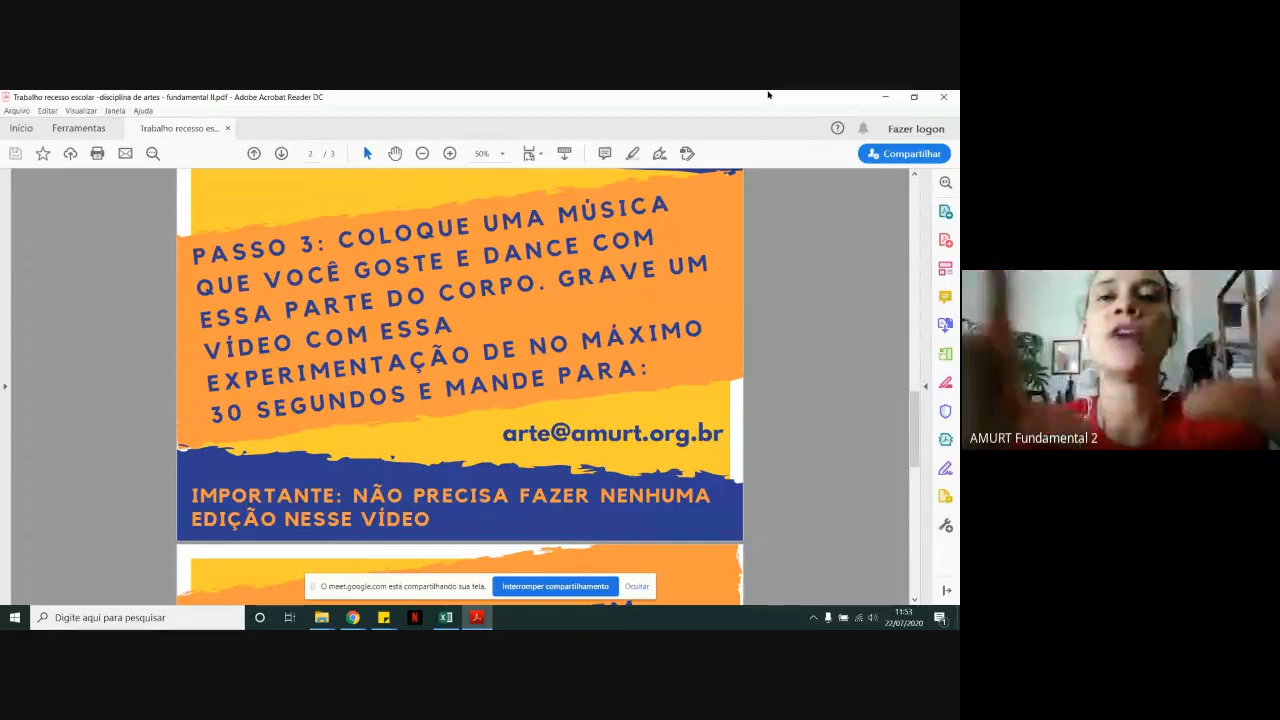 Trabalho recesso escolar -disciplina de artes - fundamental II.pdf - Adobe Acrobat Reader DC
Arquivo Editar Visualizar Janela Ajuda
Início Ferramentas Trabalho recesso es... Fazer logon
2 / 3 50% Compartilhar
PASSO 3: COLOQUE UMA MÚSICA
QUE VOCÊ GOSTE E DANCE COM
ESSA PARTE DO CORPO. GRAVE UM
VÍDEO COM ESSA
EXPERIMENTAÇÃO DE NO MÁXIMO
30 SEGUNDOS E MANDE PARA:
arte@amurt.org.br
AMURT Fundamental 2
IMPORTANTE: NÃO PRECISA FAZER NENHUMA
EDIÇÃO NESSE VÍDEO
O meet.google.com está compartilhando sua tela. Interromper compartilhamento Ocultar
Digite aqui para pesquisar
11:53
22/07/2020